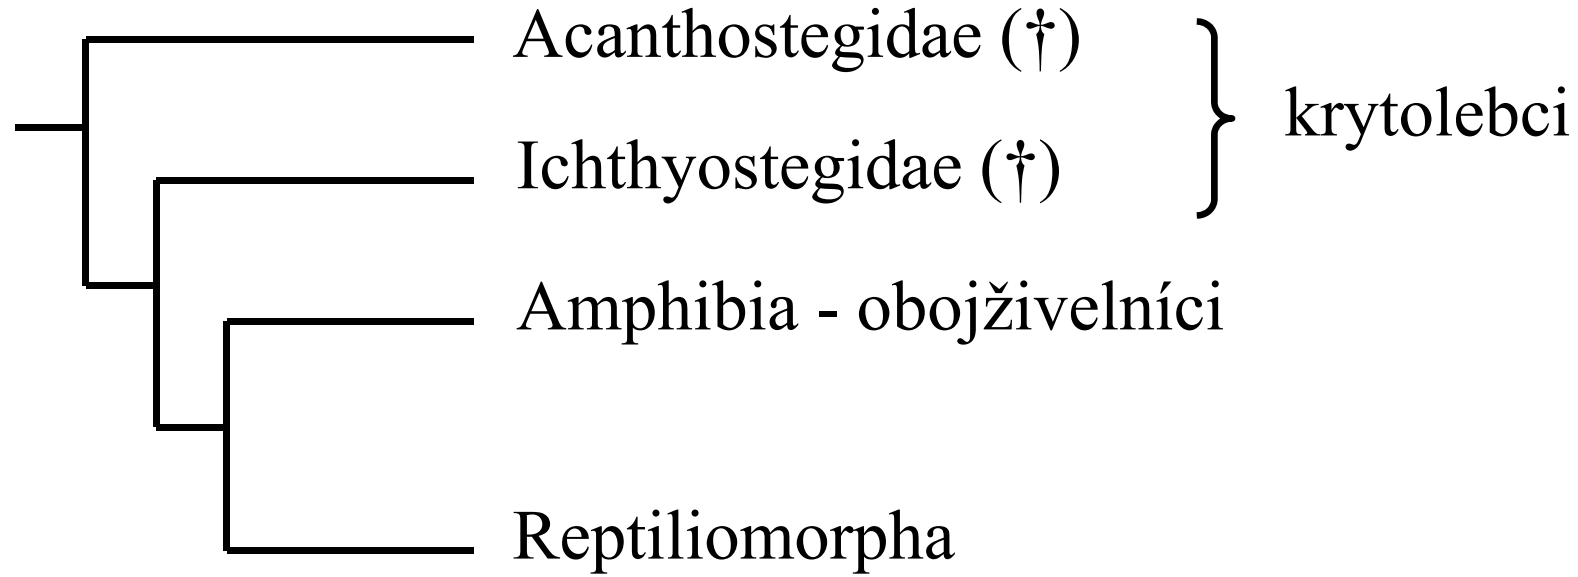 Acanthostegidae (†)
krytolebci
Ichthyostegidae (†)
Amphibia - obojživelníci
Reptiliomorpha